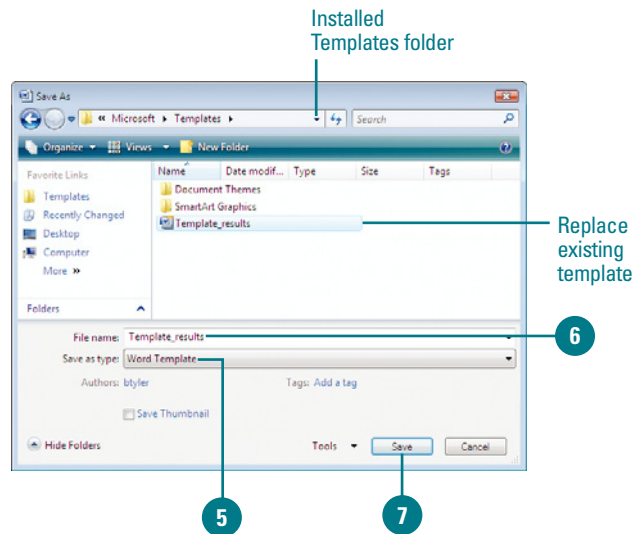 Installed
Templates folder
Save As
« Microsoft ▸ Templates ▸ Search
Organize Views New Folder
Favorite Links
Templates
Recently Changed
Desktop
Computer
More »
Folders
Name Date modif... Type Size Tags
Document Themes
SmartArt Graphics
Template_results
Replace
existing
template
File name: Template_results
6
Save as type: Word Template
Authors: btyler Tags: Add a tag
Save Thumbnail
Hide Folders Tools Save Cancel
5 7